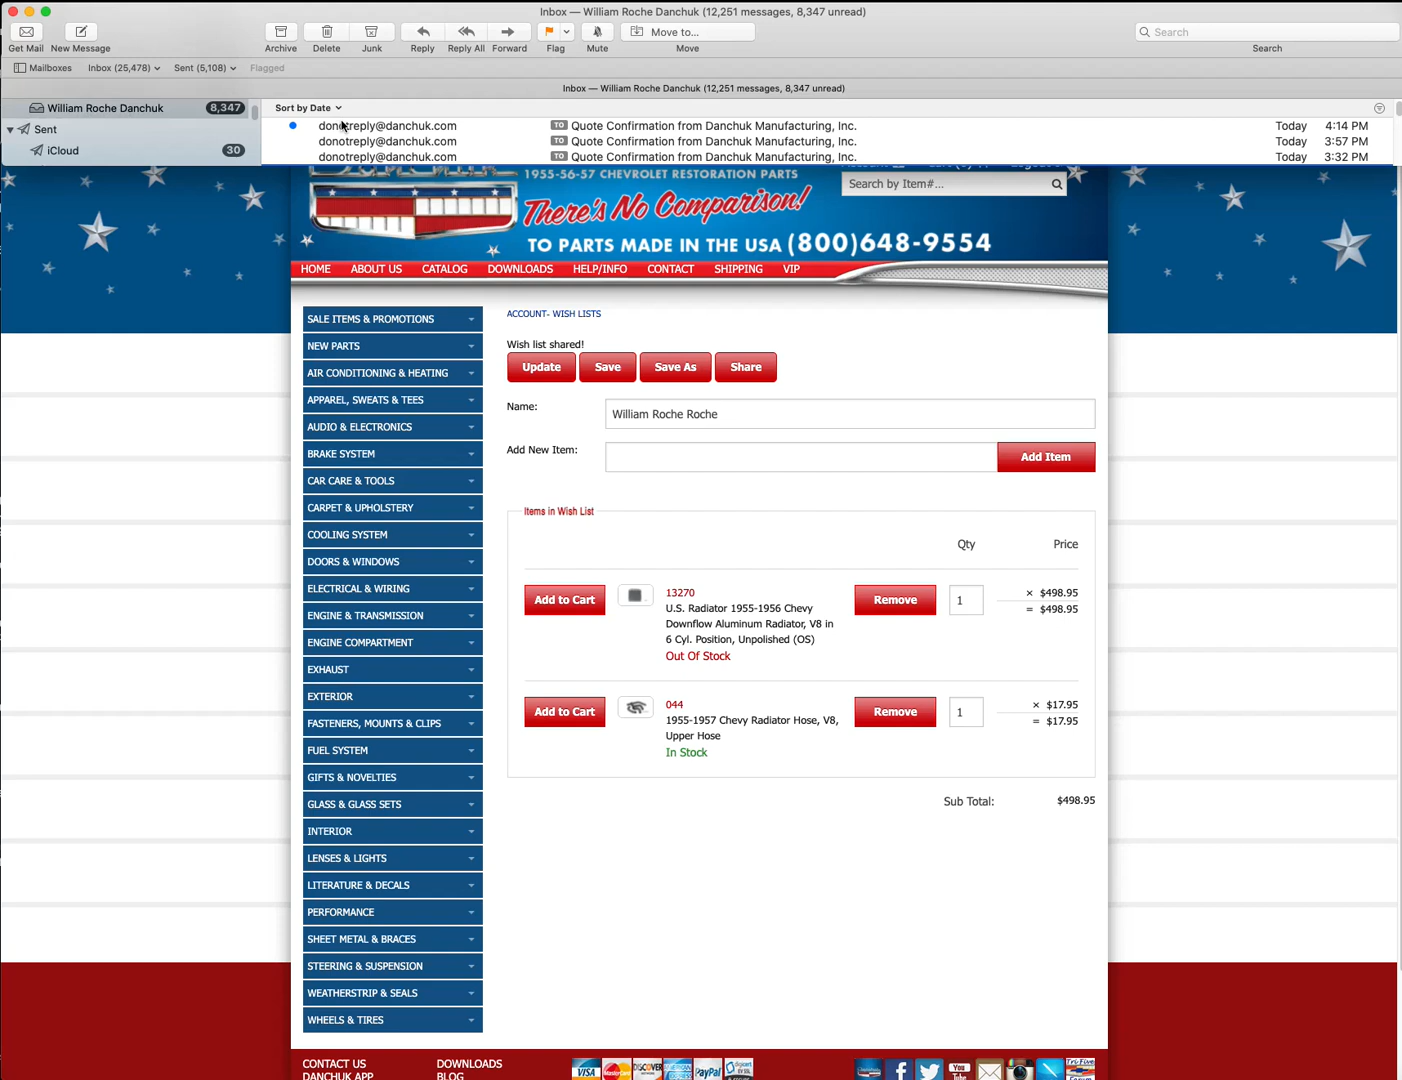 Inbox — William Roche Danchuk (12,251 messages, 8,347 unread)
Get Mail New Message Archive Delete Junk Reply Reply All Forward Flag Mute Move to... Move Search Search
Mailboxes Inbox (25,478) Sent (5,108) Flagged
Inbox — William Roche Danchuk (12,251 messages, 8,347 unread)
William Roche Danchuk 8,347
Sort by Date
Sent
iCloud 30
donotreply@danchuk.com TO Quote Confirmation from Danchuk Manufacturing, Inc. Today 4:14 PM
donotreply@danchuk.com TO Quote Confirmation from Danchuk Manufacturing, Inc. Today 3:57 PM
donotreply@danchuk.com TO Quote Confirmation from Danchuk Manufacturing, Inc. Today 3:32 PM
1955-56-57 CHEVROLET RESTORATION PARTS
Search by Item#...
There's No Comparison!
TO PARTS MADE IN THE USA (800)648-9554
HOME ABOUT US CATALOG DOWNLOADS HELP/INFO CONTACT SHIPPING VIP
SALE ITEMS & PROMOTIONS
NEW PARTS
AIR CONDITIONING & HEATING
APPAREL, SWEATS & TEES
AUDIO & ELECTRONICS
BRAKE SYSTEM
CAR CARE & TOOLS
CARPET & UPHOLSTERY
COOLING SYSTEM
DOORS & WINDOWS
ELECTRICAL & WIRING
ENGINE & TRANSMISSION
ENGINE COMPARTMENT
EXHAUST
EXTERIOR
FASTENERS, MOUNTS & CLIPS
FUEL SYSTEM
GIFTS & NOVELTIES
GLASS & GLASS SETS
INTERIOR
LENSES & LIGHTS
LITERATURE & DECALS
PERFORMANCE
SHEET METAL & BRACES
STEERING & SUSPENSION
WEATHERSTRIP & SEALS
WHEELS & TIRES
ACCOUNT- WISH LISTS
Wish list shared!
Update Save Save As Share
Name: William Roche Roche
Add New Item: Add Item
Items in Wish List
Qty Price
Add to Cart 13270 Remove 1 × $498.95
U.S. Radiator 1955-1956 Chevy = $498.95
Downflow Aluminum Radiator, V8 in
6 Cyl. Position, Unpolished (OS)
Out Of Stock
Add to Cart 044 Remove 1 × $17.95
1955-1957 Chevy Radiator Hose, V8, = $17.95
Upper Hose
In Stock
Sub Total: $498.95
CONTACT US DOWNLOADS
DANCHUK APP BLOG
VISA MasterCard DISCOVER PayPal
You
Tri-Five